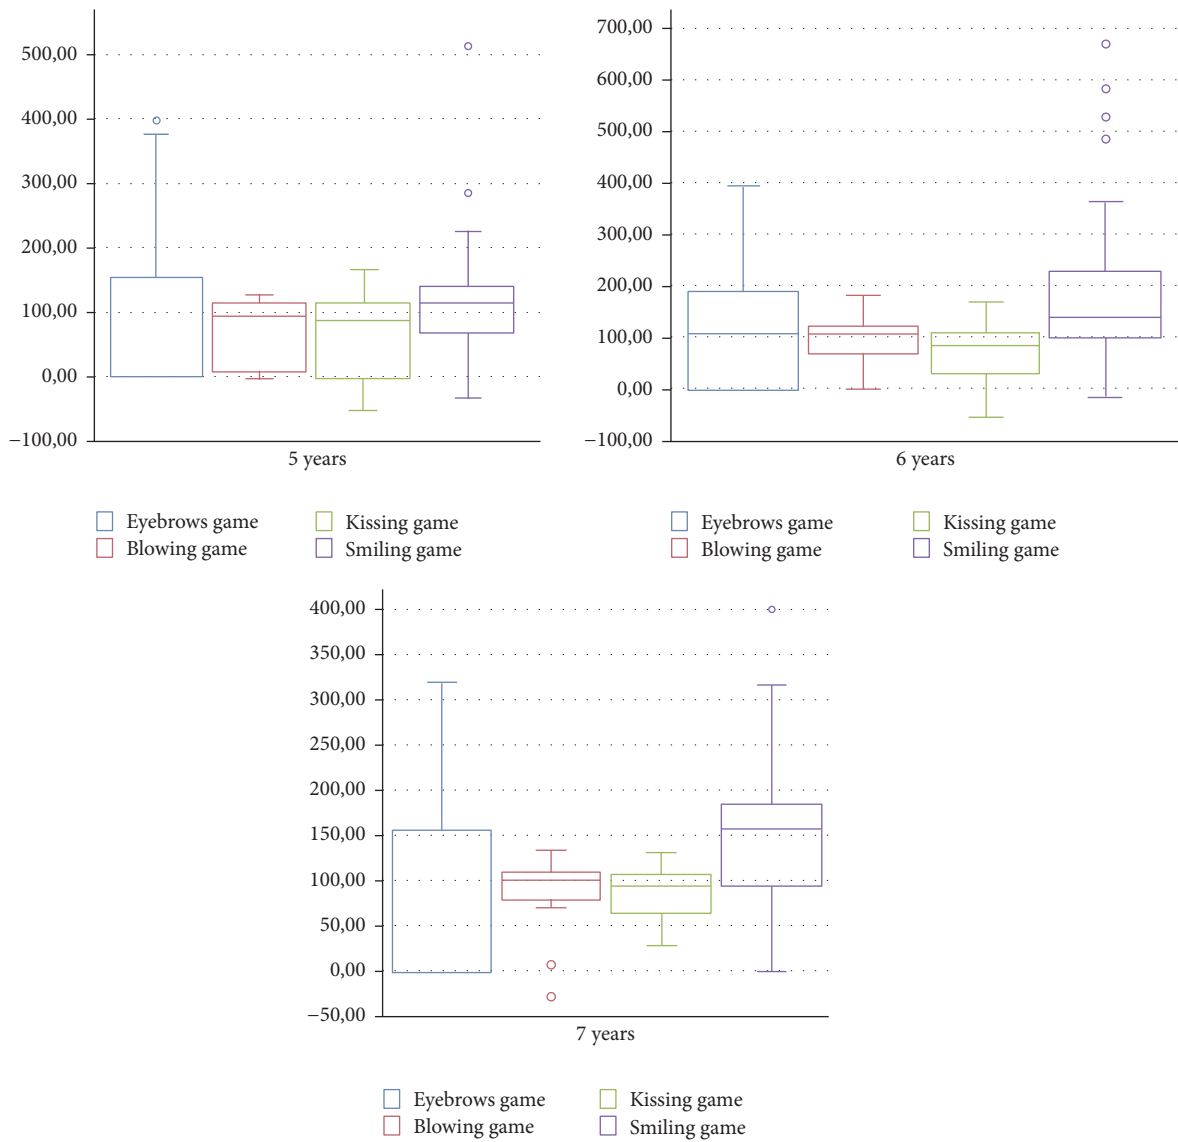 500,00
400,00
300,00
200,00
100,00
0,00
−100,00
5 years
Eyebrows game
Kissing game
Blowing game
Smiling game
700,00
600,00
500,00
400,00
300,00
200,00
100,00
0,00
−100,00
6 years
Eyebrows game
Kissing game
Blowing game
Smiling game
400,00
350,00
300,00
250,00
200,00
150,00
100,00
50,00
0,00
−50,00
7 years
Eyebrows game
Kissing game
Blowing game
Smiling game